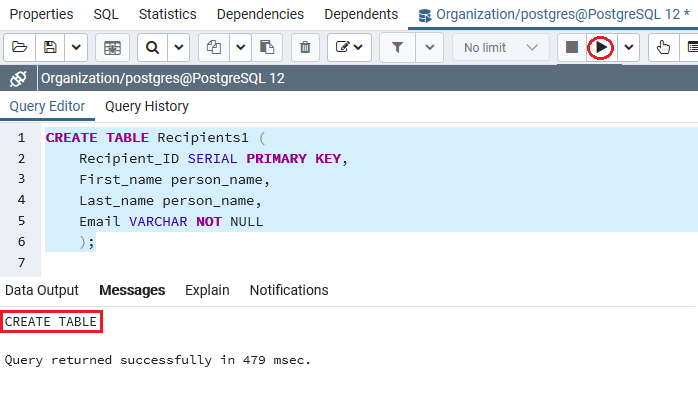 Properties SQL Statistics Dependencies Dependents Organization/postgres@PostgreSQL 12 *
No limit
Organization/postgres@PostgreSQL 12
Query Editor Query History
1 CREATE TABLE Recipients1 (
2 Recipient_ID SERIAL PRIMARY KEY,
3 First_name person_name,
4 Last_name person_name,
5 Email VARCHAR NOT NULL
6 );
7
Data Output Messages Explain Notifications
CREATE TABLE
Query returned successfully in 479 msec.